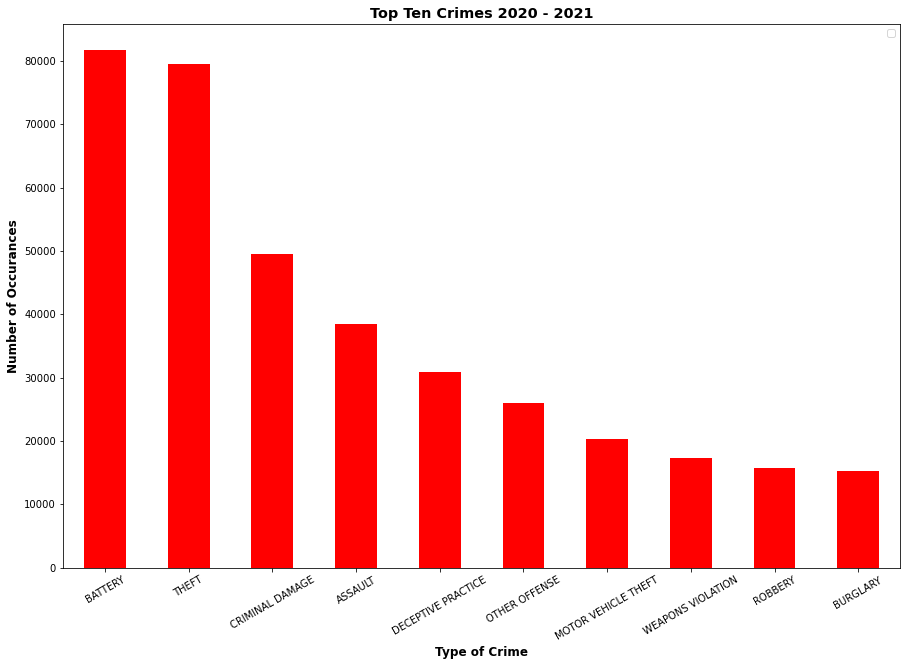 Top Ten Crimes 2020 - 2021
80000
70000
60000
50000
40000
30000
20000
10000
0
Number of Occurances
BATTERY
THEFT
CRIMINAL DAMAGE
ASSAULT
DECEPTIVE PRACTICE
OTHER OFFENSE
MOTOR VEHICLE THEFT
WEAPONS VIOLATION
ROBBERY
BURGLARY
Type of Crime